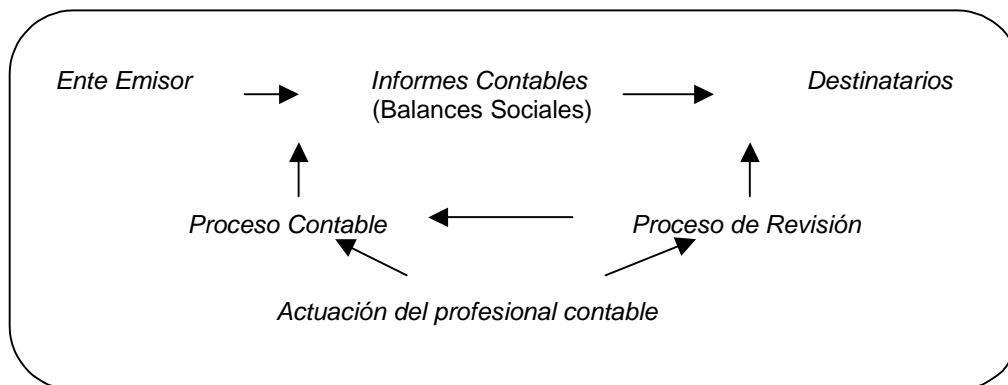 Ente Emisor
Informes Contables
(Balances Sociales)
Destinatarios
Proceso Contable
Proceso de Revisión
Actuación del profesional contable